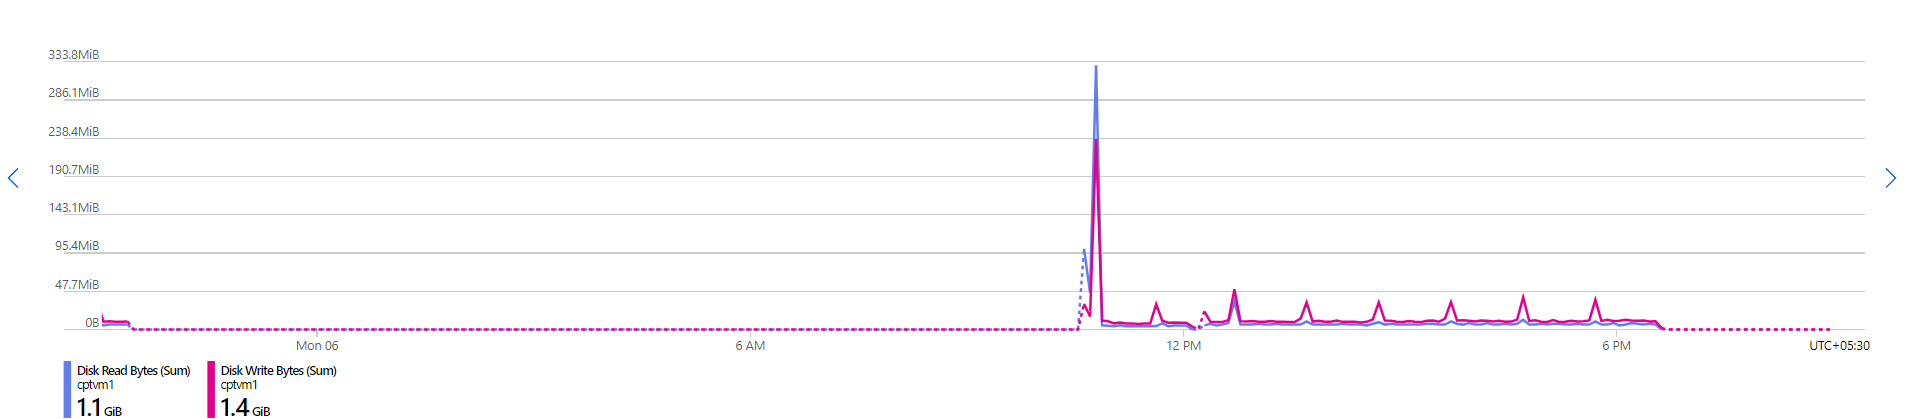 333.8MiB
286.1MiB
238.4MiB
190.7MiB
143.1MiB
95.4MiB
47.7MiB
0B
Mon 06
6 AM
12 PM
6 PM
UTC+05:30
Disk Read Bytes (Sum)
cptvm1
1.1 GiB
Disk Write Bytes (Sum)
cptvm1
1.4 GiB